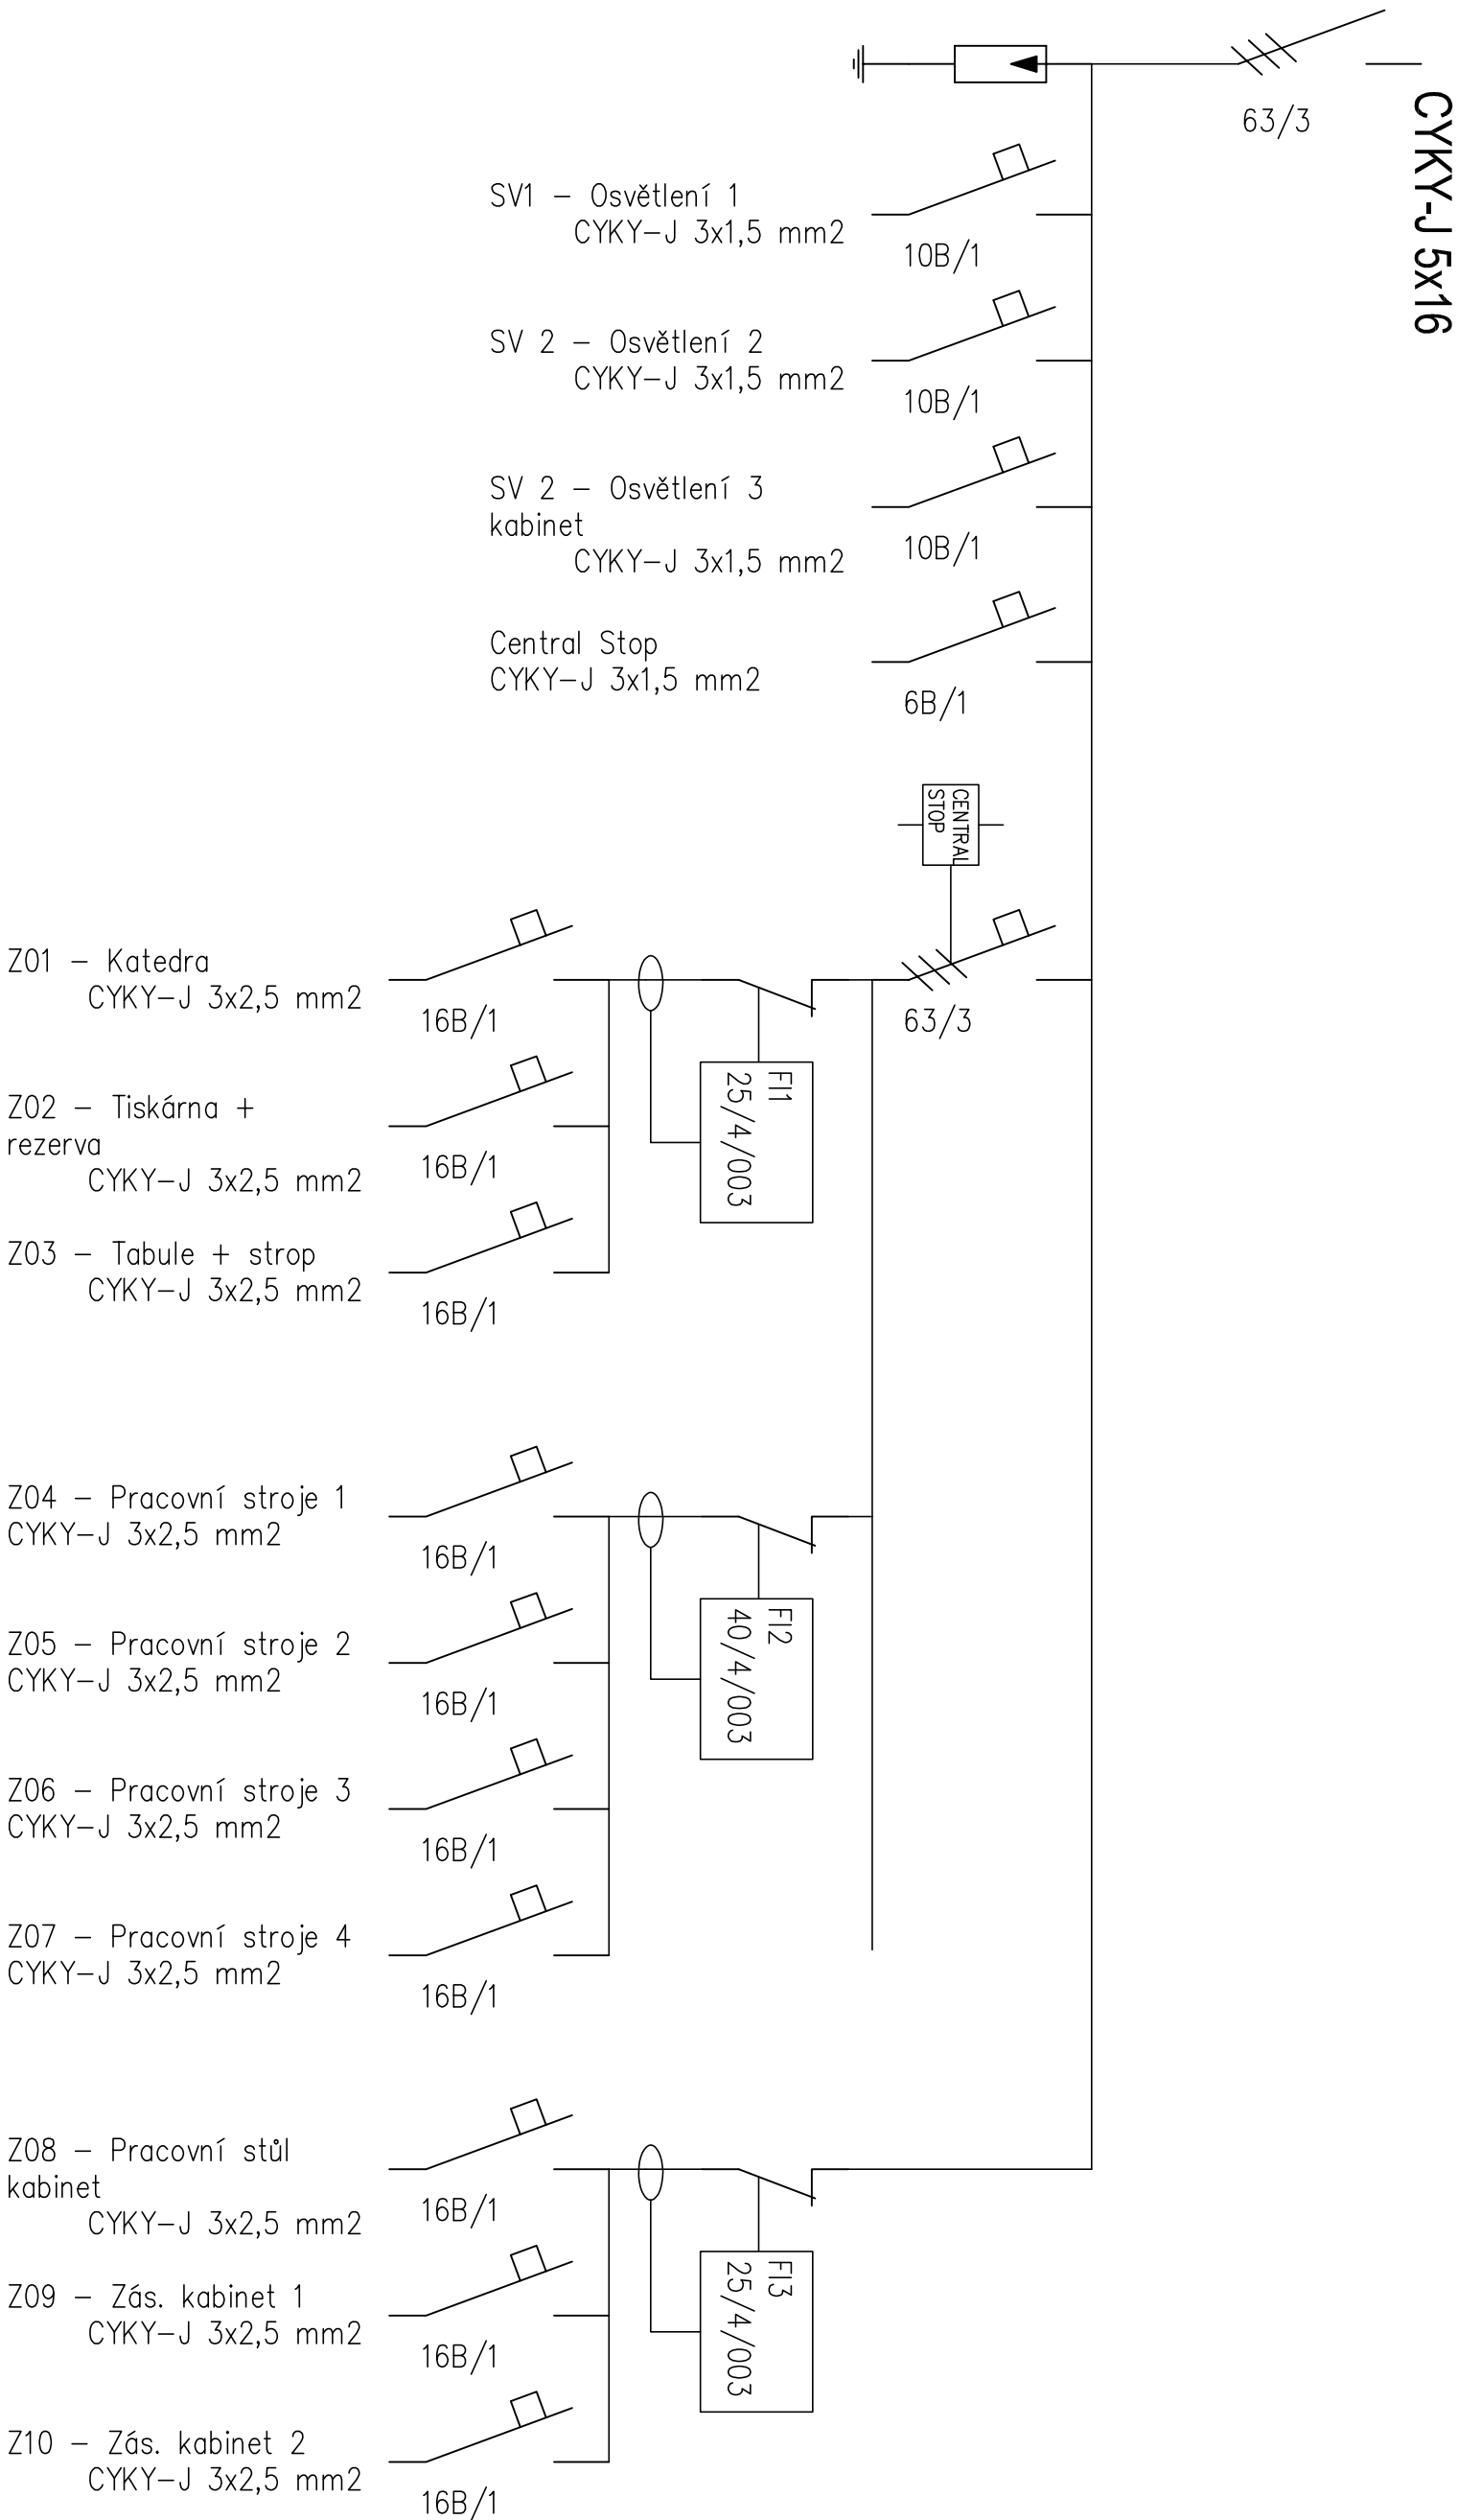 CYKY-J 5x16
63/3
SV1 – Osvětlení 1
CYKY–J 3x1,5 mm2
10B/1
SV 2 – Osvětlení 2
CYKY–J 3x1,5 mm2
10B/1
SV 2 – Osvětlení 3
kabinet
CYKY–J 3x1,5 mm2
10B/1
Central Stop
CYKY–J 3x1,5 mm2
6B/1
CENTRAL
STOP
63/3
Z01 – Katedra
CYKY–J 3x2,5 mm2
16B/1
FI1
25/4/003
Z02 – Tiskárna +
rezerva
CYKY–J 3x2,5 mm2
16B/1
Z03 – Tabule + strop
CYKY–J 3x2,5 mm2
16B/1
Z04 – Pracovní stroje 1
CYKY–J 3x2,5 mm2
16B/1
FI2
40/4/003
Z05 – Pracovní stroje 2
CYKY–J 3x2,5 mm2
16B/1
Z06 – Pracovní stroje 3
CYKY–J 3x2,5 mm2
16B/1
Z07 – Pracovní stroje 4
CYKY–J 3x2,5 mm2
16B/1
Z08 – Pracovní stůl
kabinet
CYKY–J 3x2,5 mm2
16B/1
FI3
25/4/003
Z09 – Zás. kabinet 1
CYKY–J 3x2,5 mm2
16B/1
Z10 – Zás. kabinet 2
CYKY–J 3x2,5 mm2
16B/1